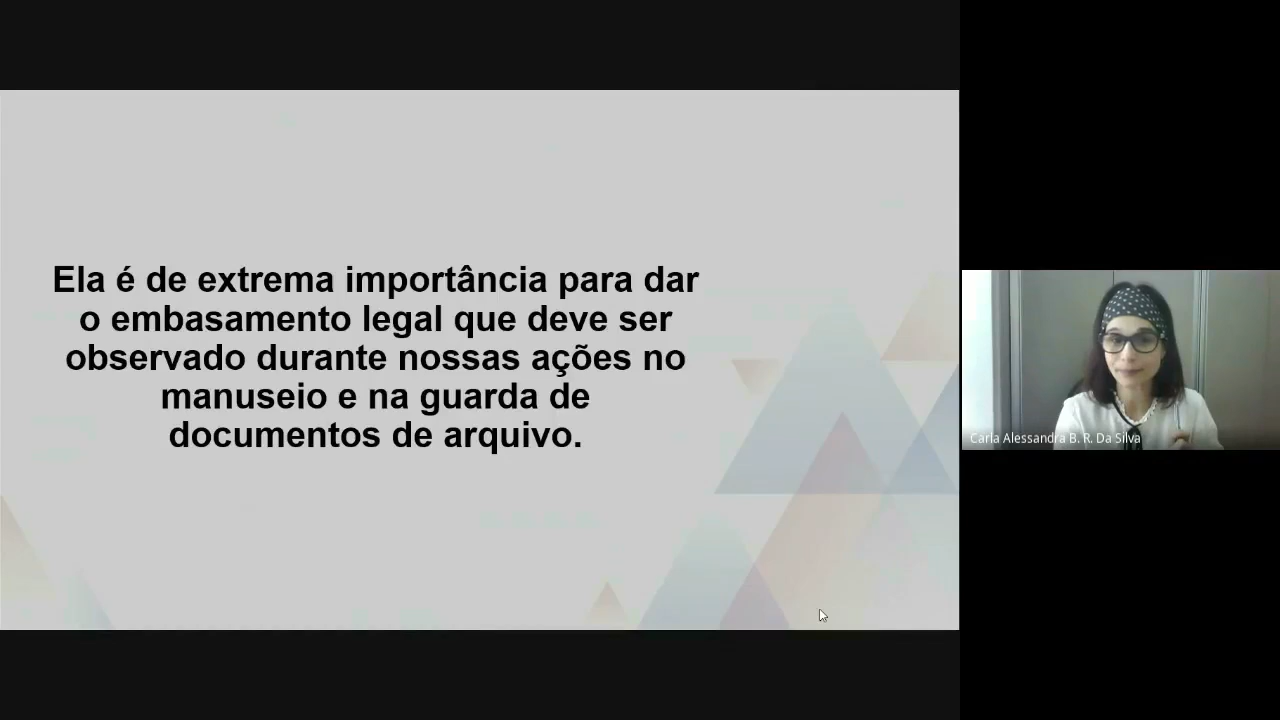 Ela é de extrema importância para dar
o embasamento legal que deve ser
observado durante nossas ações no
manuseio e na guarda de
documentos de arquivo.
Carla Alessandra B. R. Da Silva